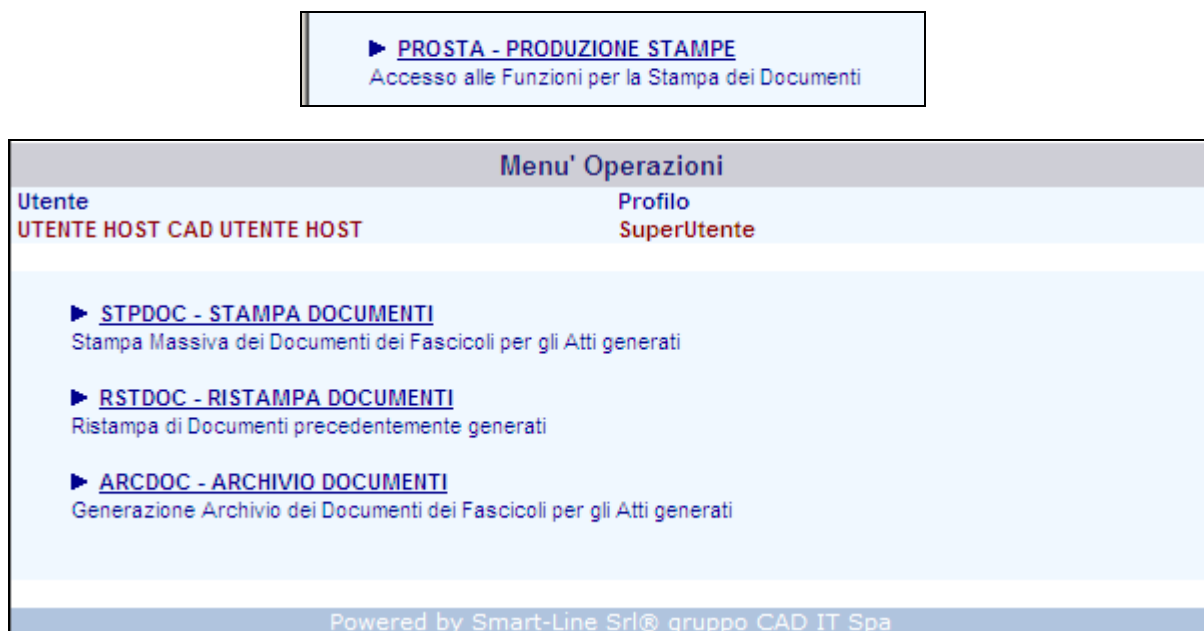 ► PROSTA - PRODUZIONE STAMPE
Accesso alle Funzioni per la Stampa dei Documenti
Menu' Operazioni
Utente Profilo
UTENTE HOST CAD UTENTE HOST SuperUtente
► STPDOC - STAMPA DOCUMENTI
Stampa Massiva dei Documenti dei Fascicoli per gli Atti generati
► RSTDOC - RISTAMPA DOCUMENTI
Ristampa di Documenti precedentemente generati
► ARCDOC - ARCHIVIO DOCUMENTI
Generazione Archivio dei Documenti dei Fascicoli per gli Atti generati
Powered by Smart-Line Srl® gruppo CAD IT Spa